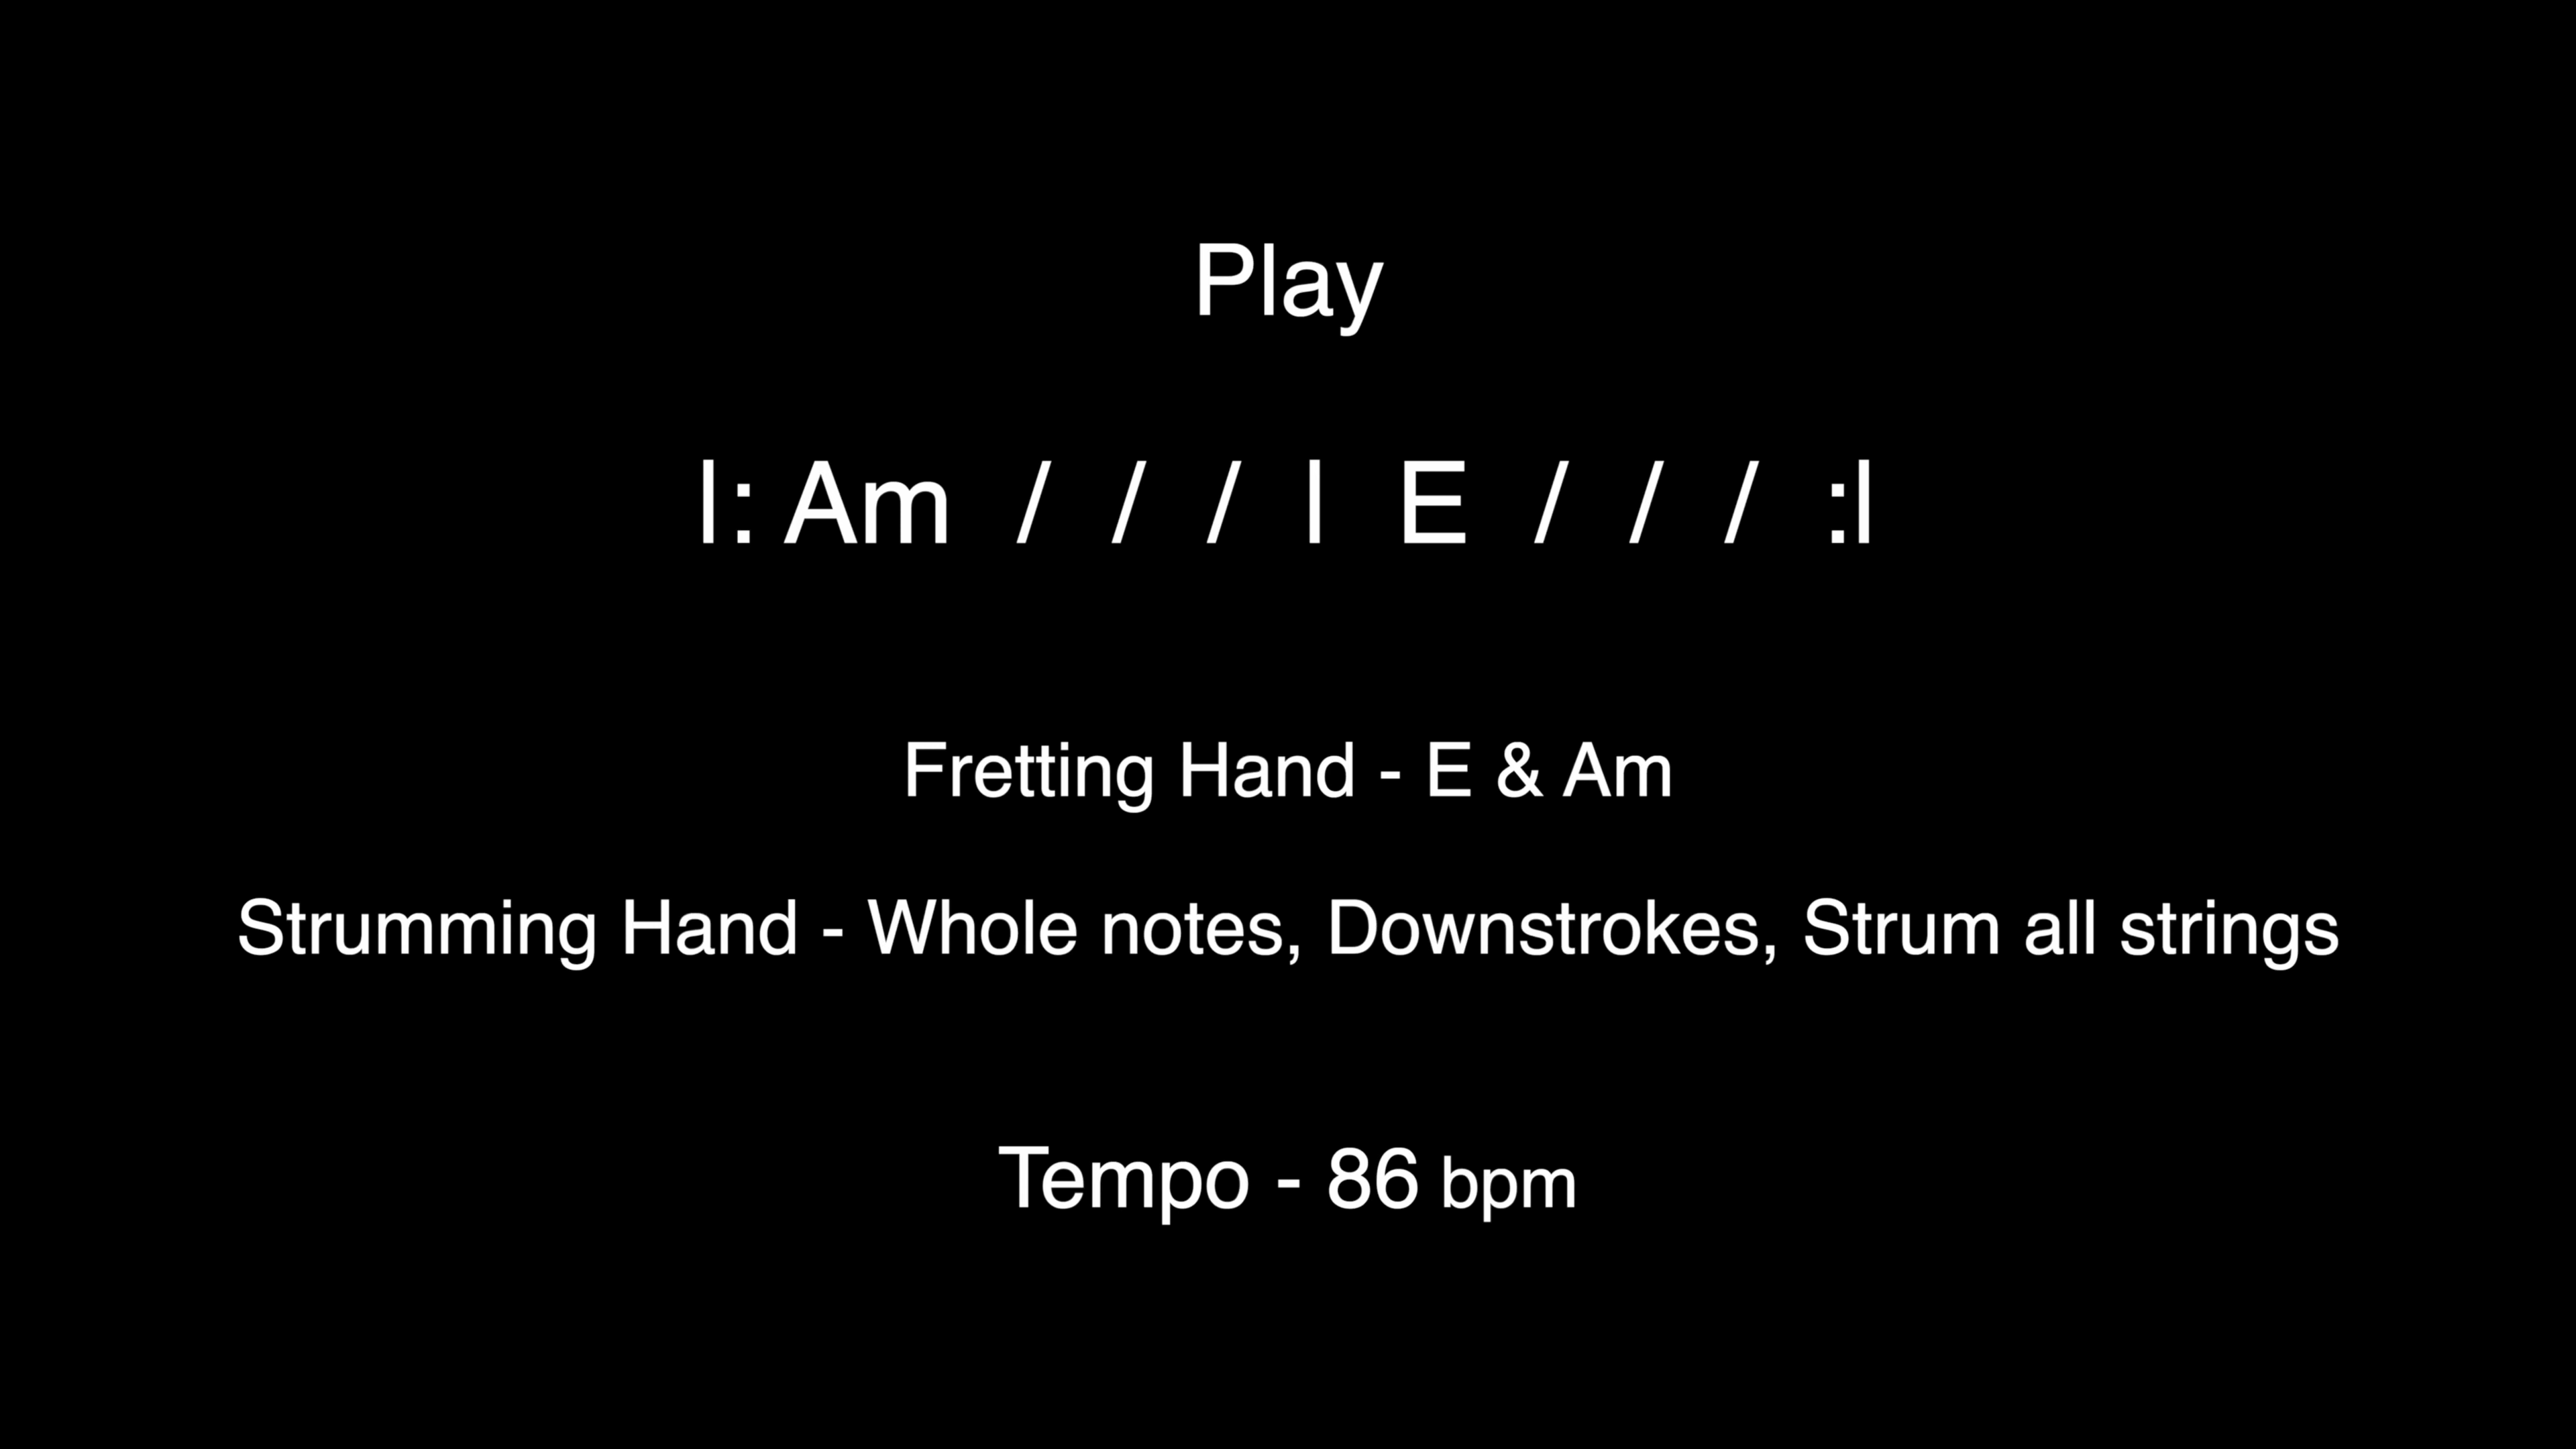 Play
|: Am / / / | E / / / :|
Fretting Hand - E & Am
Strumming Hand - Whole notes, Downstrokes, Strum all strings
Tempo - 86 bpm